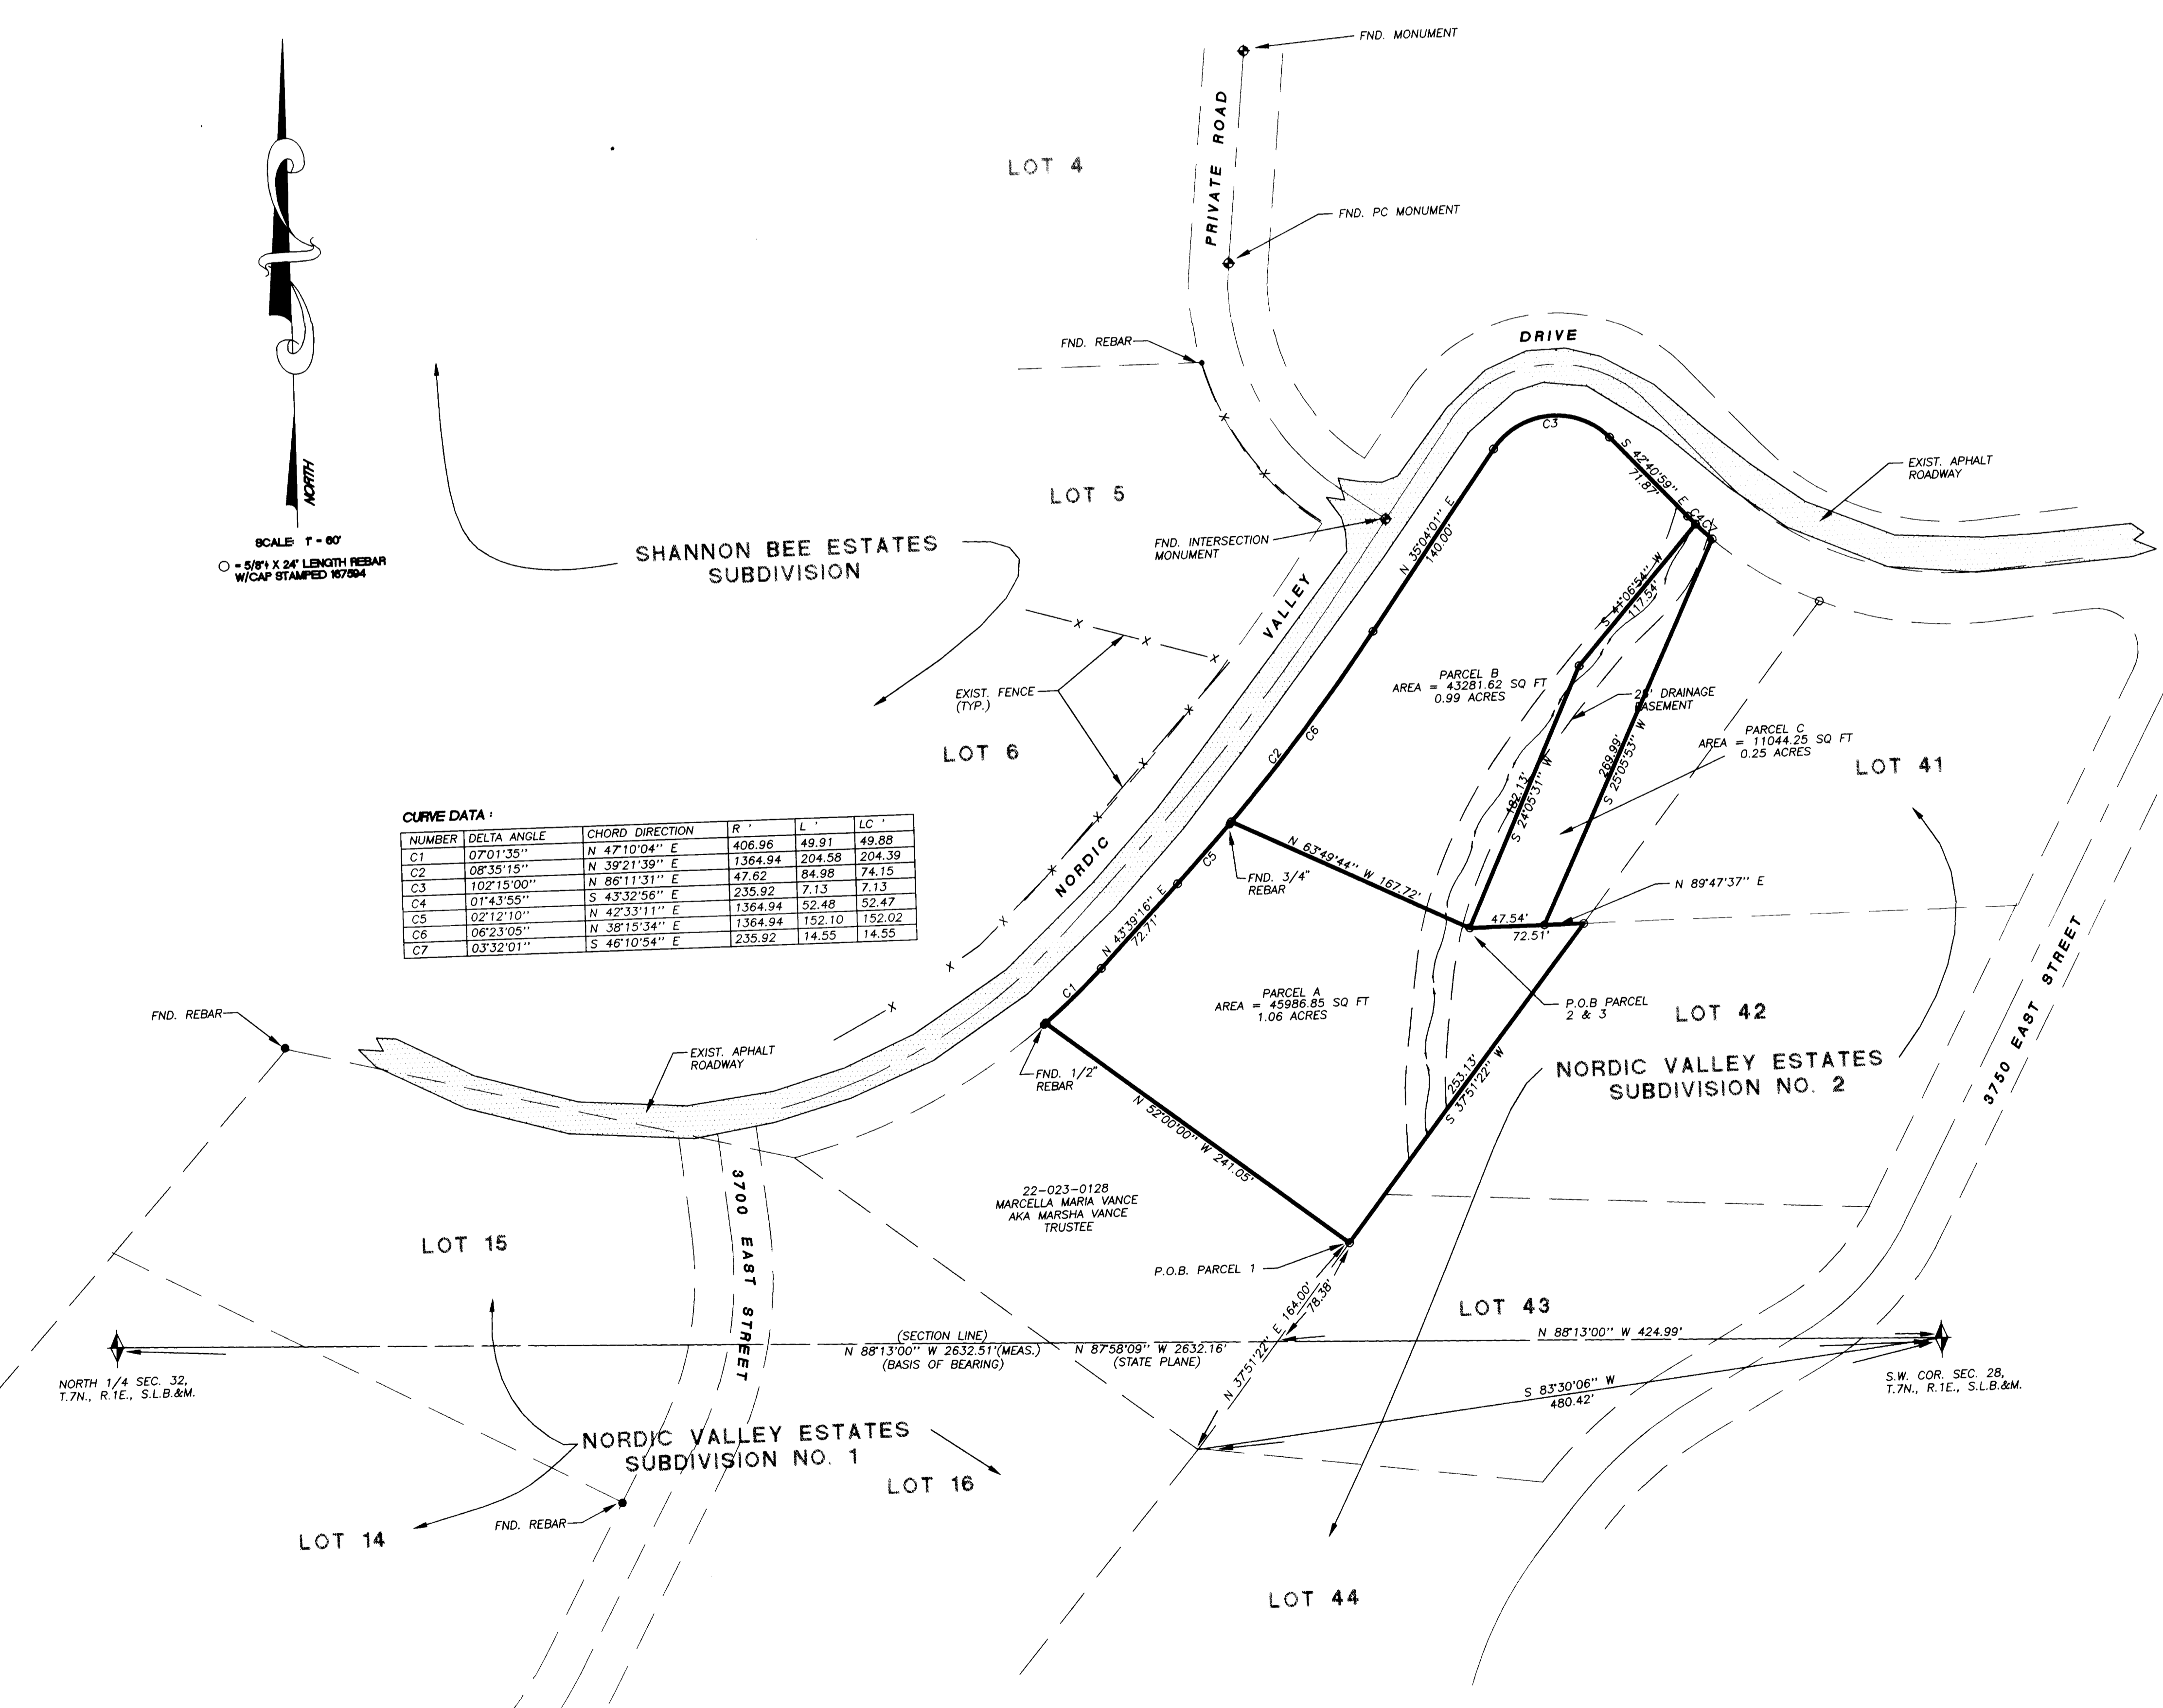 FND. MONUMENT
PRIVATE ROAD
LOT 4
FND. PC MONUMENT
DRIVE
FND. REBAR
C3
S 42°40'59" E
71.87'
EXIST. APHALT
ROADWAY
NORTH
LOT 5
N 35°04'01" E
140.00'
C4
C7
SCALE: 1" = 60'
FND. INTERSECTION
MONUMENT
SHANNON BEE ESTATES
SUBDIVISION
= 5/8"∅ X 24" LENGTH REBAR
W/CAP STAMPED 167594
VALLEY
S 41°06'54" W
117.54'
PARCEL B
AREA = 43281.62 SQ FT
0.99 ACRES
EXIST. FENCE
(TYP.)
DRAINAGE
EASEMENT
PARCEL C
AREA = 11044.25 SQ FT
0.25 ACRES
C2
C6
LOT 6
LOT 41
182.13'
S 24°05'31" W
269.99'
S 25°05'53" W
CURVE DATA :
NUMBER DELTA ANGLE CHORD DIRECTION R ' L ' LC '
C1 07°01'35" N 47°10'04" E 406.96 49.91 49.88
C2 08°35'15" N 39°21'39" E 1364.94 204.58 204.39
C3 102°15'00" N 86°11'31" E 47.62 84.98 74.15
C4 01°43'55" S 43°32'56" E 235.92 7.13 7.13
C5 02°12'10" N 42°33'11" E 1364.94 52.48 52.47
C6 06°23'05" N 38°15'34" E 1364.94 152.10 152.02
C7 03°32'01" S 46°10'54" E 235.92 14.55 14.55
NORDIC
C5
N 63°49'44" W 167.72'
FND. 3/4"
REBAR
N 89°47'37" E
N 43°39'16" E
72.71'
47.54'
72.51'
C1
PARCEL A
AREA = 45986.85 SQ FT
1.06 ACRES
P.O.B PARCEL
2 & 3
LOT 42
3750 EAST STREET
FND. REBAR
EXIST. APHALT
ROADWAY
FND. 1/2"
REBAR
253.13'
S 37°51'22" W
NORDIC VALLEY ESTATES
SUBDIVISION NO. 2
N 52°00'00" W 241.05'
3700 EAST STREET
22-023-0128
MARCELLA MARIA VANCE
AKA MARSHA VANCE
TRUSTEE
LOT 15
P.O.B. PARCEL 1
N 37°51'22" E 164.00'
78.38'
LOT 43
(SECTION LINE)
N 88°13'00" W 2632.51'(MEAS.)
(BASIS OF BEARING)
N 87°58'09" W 2632.16'
(STATE PLANE)
N 88°13'00" W 424.99'
NORTH 1/4 SEC. 32,
T.7N., R.1E., S.L.B.&M.
S.W. COR. SEC. 28,
T.7N., R.1E., S.L.B.&M.
S 83°30'06" W
480.42'
NORDIC VALLEY ESTATES
SUBDIVISION NO. 1
LOT 16
FND. REBAR
LOT 14
LOT 44